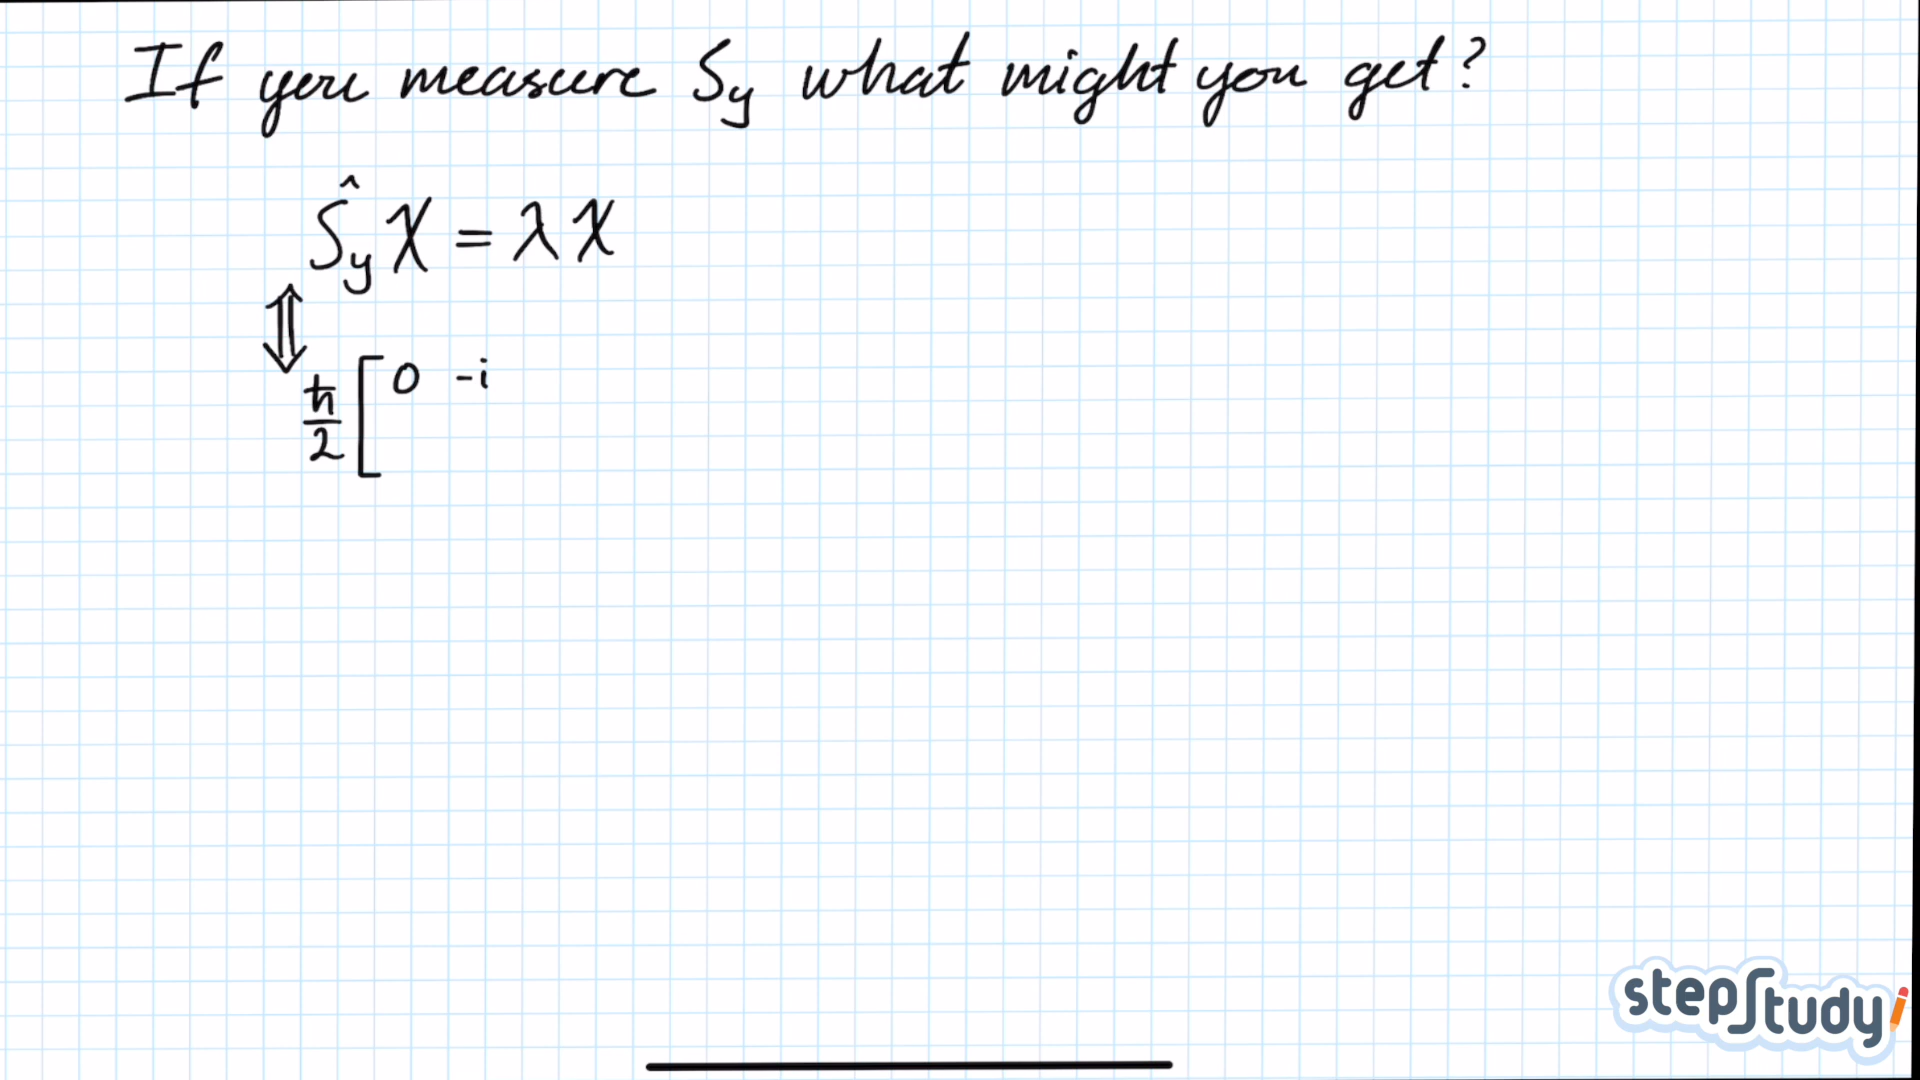 If you measure Sy what might you get?
Ŝy χ = λ χ
ħ/2 [ 0 -i
stepStudy